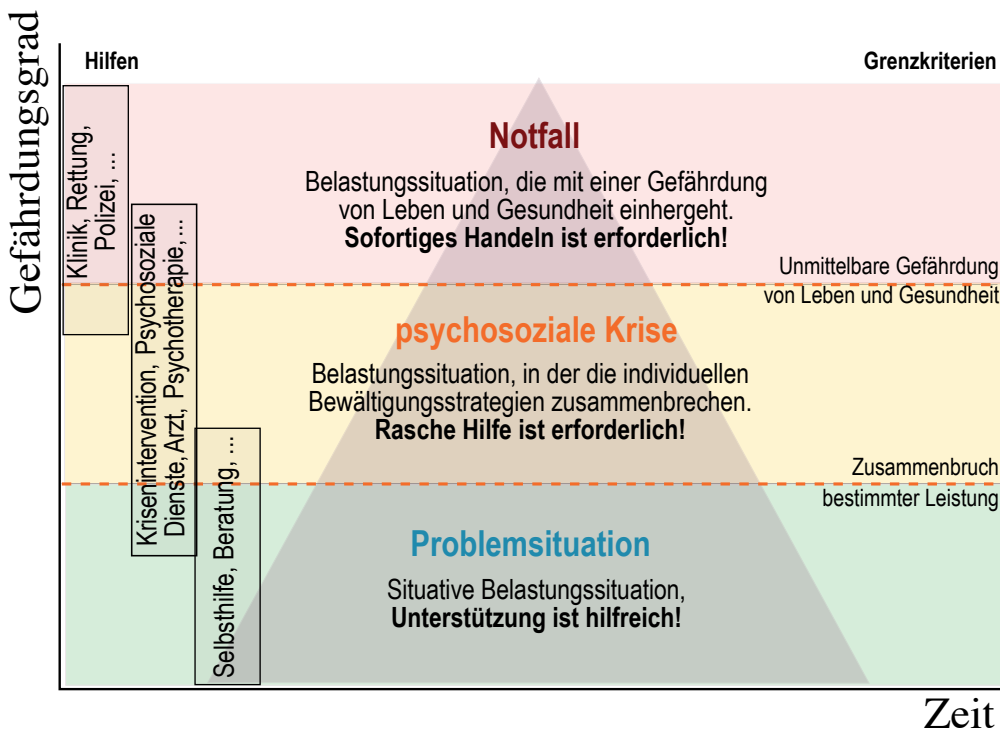 Gefährdungsgrad
Hilfen
Grenzkriterien
Klinik, Rettung,
Polizei, ...
Krisenintervention, Psychosoziale
Dienste, Arzt, Psychotherapie, ...
Selbsthilfe, Beratung, ...
Notfall
Belastungssituation, die mit einer Gefährdung
von Leben und Gesundheit einhergeht.
Sofortiges Handeln ist erforderlich!
Unmittelbare Gefährdung
von Leben und Gesundheit
psychosoziale Krise
Belastungssituation, in der die individuellen
Bewältigungsstrategien zusammenbrechen.
Rasche Hilfe ist erforderlich!
Zusammenbruch
bestimmter Leistung
Problemsituation
Situative Belastungssituation,
Unterstützung ist hilfreich!
Zeit